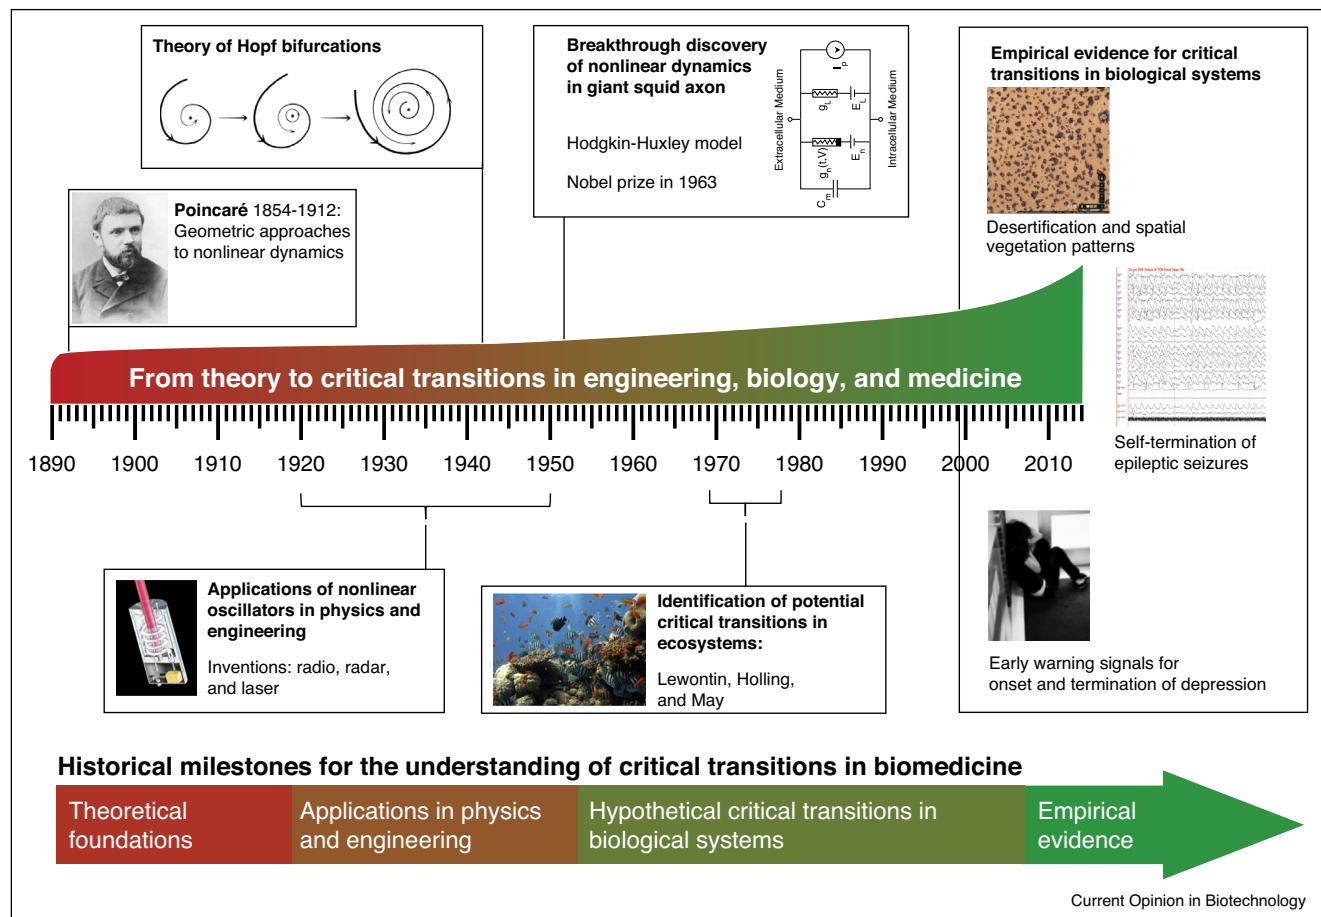 Theory of Hopf bifurcations
Poincaré 1854-1912:
Geometric approaches
to nonlinear dynamics
Breakthrough discovery
of nonlinear dynamics
in giant squid axon
Hodgkin-Huxley model
Nobel prize in 1963
Extracellular Medium
Intracellular Medium
I p
g L
E L
g n (t,V)
E n
C m
Empirical evidence for critical
transitions in biological systems
Desertification and spatial
vegetation patterns
Self-termination of
epileptic seizures
Early warning signals for
onset and termination of depression
From theory to critical transitions in engineering, biology, and medicine
1890 1900 1910 1920 1930 1940 1950 1960 1970 1980 1990 2000 2010
Applications of nonlinear
oscillators in physics and
engineering
Inventions: radio, radar,
and laser
Identification of potential
critical transitions in
ecosystems:
Lewontin, Holling,
and May
Historical milestones for the understanding of critical transitions in biomedicine
Theoretical
foundations
Applications in physics
and engineering
Hypothetical critical transitions in
biological systems
Empirical
evidence
Current Opinion in Biotechnology